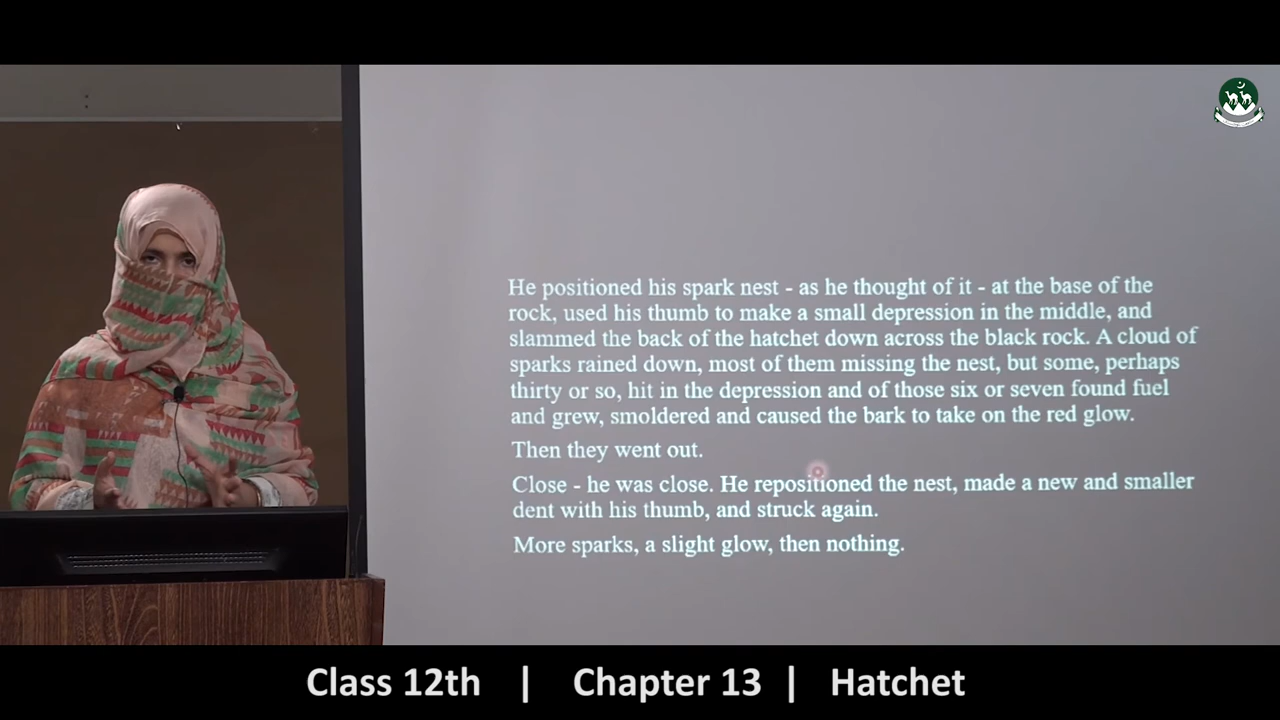 He positioned his spark nest - as he thought of it - at the base of the
rock, used his thumb to make a small depression in the middle, and
slammed the back of the hatchet down across the black rock. A cloud of
sparks rained down, most of them missing the nest, but some, perhaps
thirty or so, hit in the depression and of those six or seven found fuel
and grew, smoldered and caused the bark to take on the red glow.
Then they went out.
Close - he was close. He repositioned the nest, made a new and smaller
dent with his thumb, and struck again.
More sparks, a slight glow, then nothing.
Class 12th | Chapter 13 | Hatchet